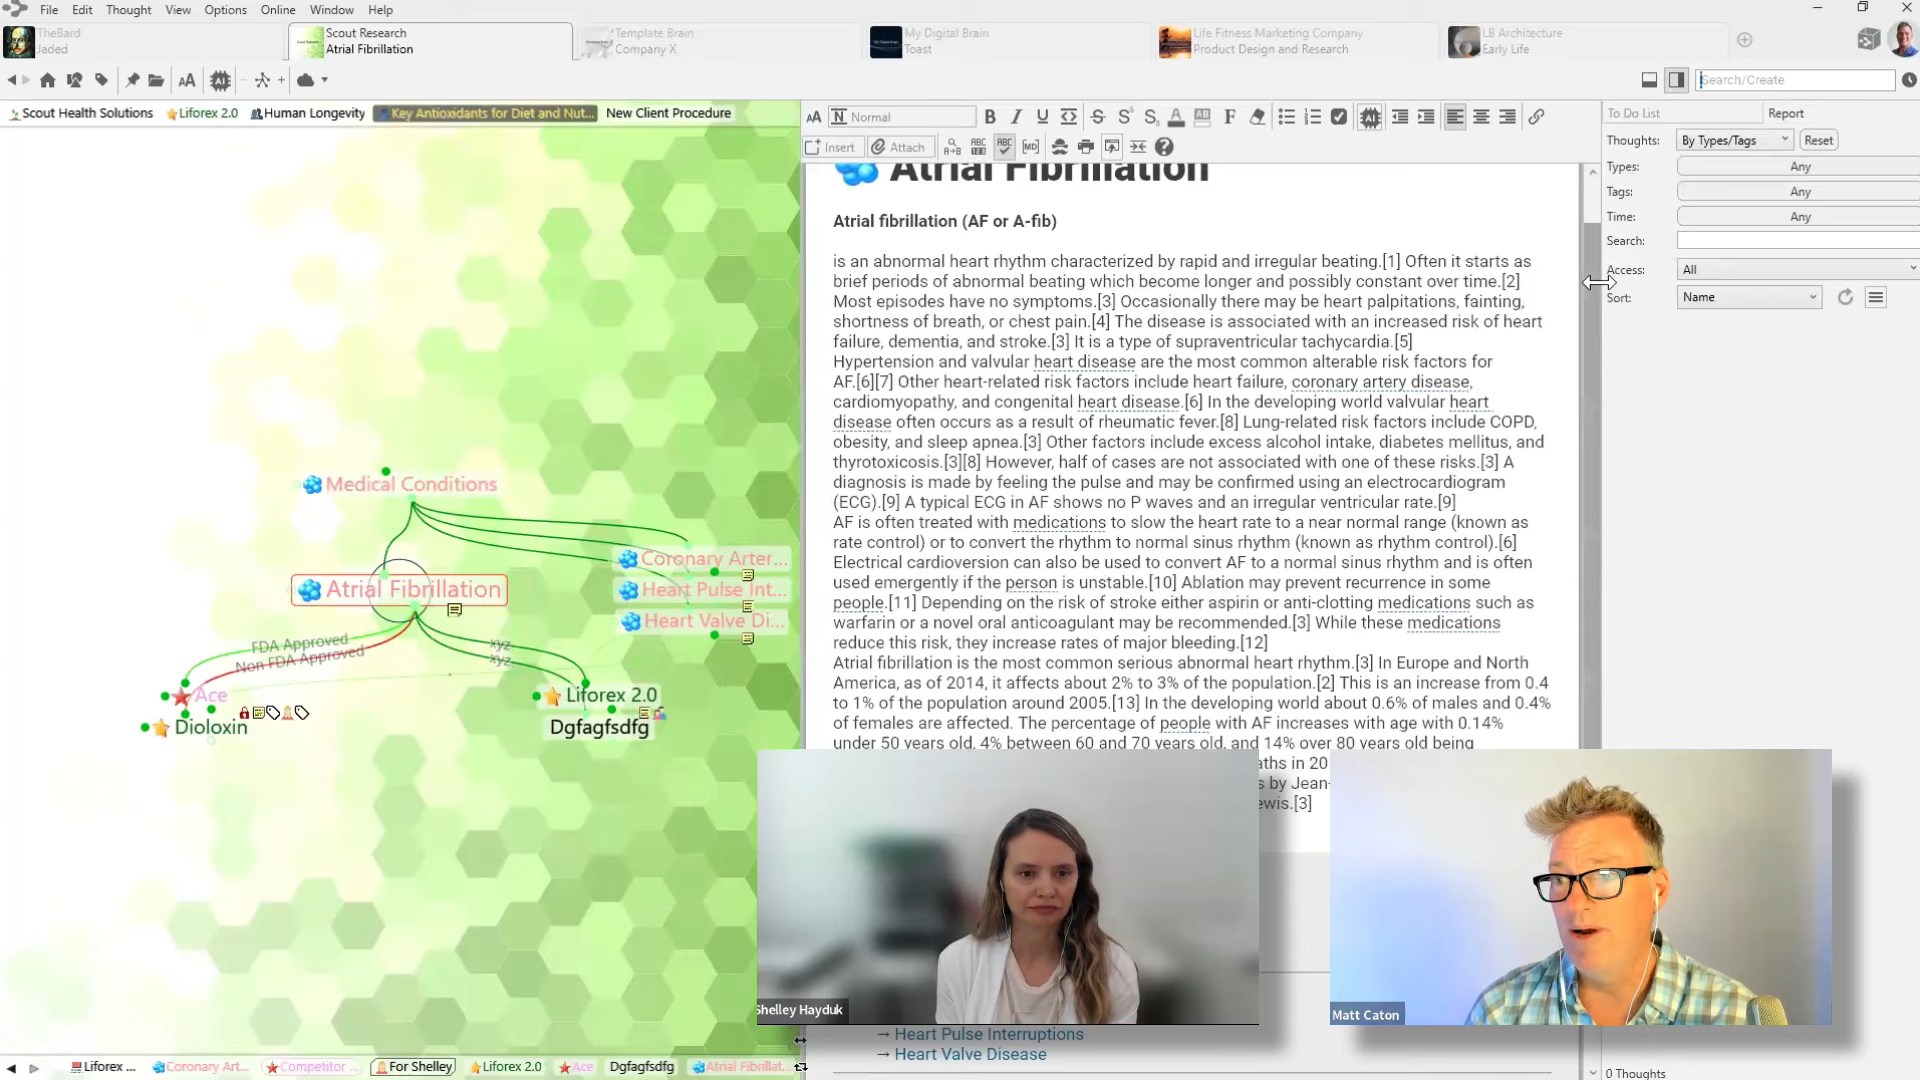 File Edit Thought View Options Online Window Help
TheBard
Jaded
Scout Research
Atrial Fibrillation
Template Brain
Company X
My Digital Brain
Toast
Life Fitness Marketing Company
Product Design and Research
LB Architecture
Early Life
Search/Create
Scout Health Solutions
Liforex 2.0
Human Longevity
Key Antioxidants for Diet and Nut...
New Client Procedure
Normal
Insert
Attach
To Do List
Report
Thoughts: By Types/Tags Reset
Types: Any
Tags: Any
Time: Any
Search:
Access: All
Sort: Name
Medical Conditions
Coronary Arter...
Heart Pulse Int...
Heart Valve Di...
Atrial Fibrillation
FDA Approved
Non FDA Approved
xyz
xyz
Ace
Dioloxin
Liforex 2.0
Dgfagfsdfg
Atrial Fibrillation
Atrial fibrillation (AF or A-fib)
is an abnormal heart rhythm characterized by rapid and irregular beating.[1] Often it starts as
brief periods of abnormal beating which become longer and possibly constant over time.[2]
Most episodes have no symptoms.[3] Occasionally there may be heart palpitations, fainting,
shortness of breath, or chest pain.[4] The disease is associated with an increased risk of heart
failure, dementia, and stroke.[3] It is a type of supraventricular tachycardia.[5]
Hypertension and valvular heart disease are the most common alterable risk factors for
AF.[6][7] Other heart-related risk factors include heart failure, coronary artery disease,
cardiomyopathy, and congenital heart disease.[6] In the developing world valvular heart
disease often occurs as a result of rheumatic fever.[8] Lung-related risk factors include COPD,
obesity, and sleep apnea.[3] Other factors include excess alcohol intake, diabetes mellitus, and
thyrotoxicosis.[3][8] However, half of cases are not associated with one of these risks.[3] A
diagnosis is made by feeling the pulse and may be confirmed using an electrocardiogram
(ECG).[9] A typical ECG in AF shows no P waves and an irregular ventricular rate.[9]
AF is often treated with medications to slow the heart rate to a near normal range (known as
rate control) or to convert the rhythm to normal sinus rhythm (known as rhythm control).[6]
Electrical cardioversion can also be used to convert AF to a normal sinus rhythm and is often
used emergently if the person is unstable.[10] Ablation may prevent recurrence in some
people.[11] Depending on the risk of stroke either aspirin or anti-clotting medications such as
warfarin or a novel oral anticoagulant may be recommended.[3] While these medications
reduce this risk, they increase rates of major bleeding.[12]
Atrial fibrillation is the most common serious abnormal heart rhythm.[3] In Europe and North
America, as of 2014, it affects about 2% to 3% of the population.[2] This is an increase from 0.4
to 1% of the population around 2005.[13] In the developing world about 0.6% of males and 0.4%
of females are affected. The percentage of people with AF increases with age with 0.14%
under 50 years old, 4% between 60 and 70 years old, and 14% over 80 years old being
aths in 20
s by Jean-
ewis.[3]
Shelley Hayduk
Matt Caton
→ Heart Pulse Interruptions
→ Heart Valve Disease
Liforex ...
Coronary Art...
Competitor ...
For Shelley
Liforex 2.0
Ace
Dgfagfsdfg
Atrial Fibrillat...
0 Thoughts